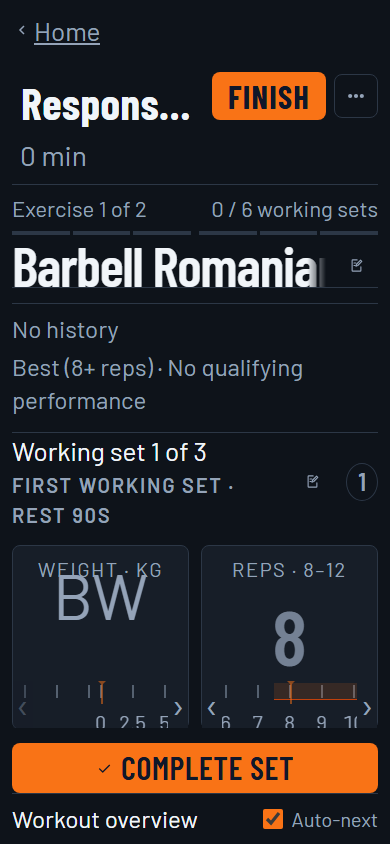 Home
Respons...
FINISH
0 min
Exercise 1 of 2
0 / 6 working sets
Barbell Romania
No history
Best (8+ reps) · No qualifying
performance
Working set 1 of 3
FIRST WORKING SET ·
REST 90S
1
WEIGHT · KG
BW
0 2.5 5
REPS · 8–12
8
6 7 8 9 10
✓ COMPLETE SET
Workout overview
Auto-next